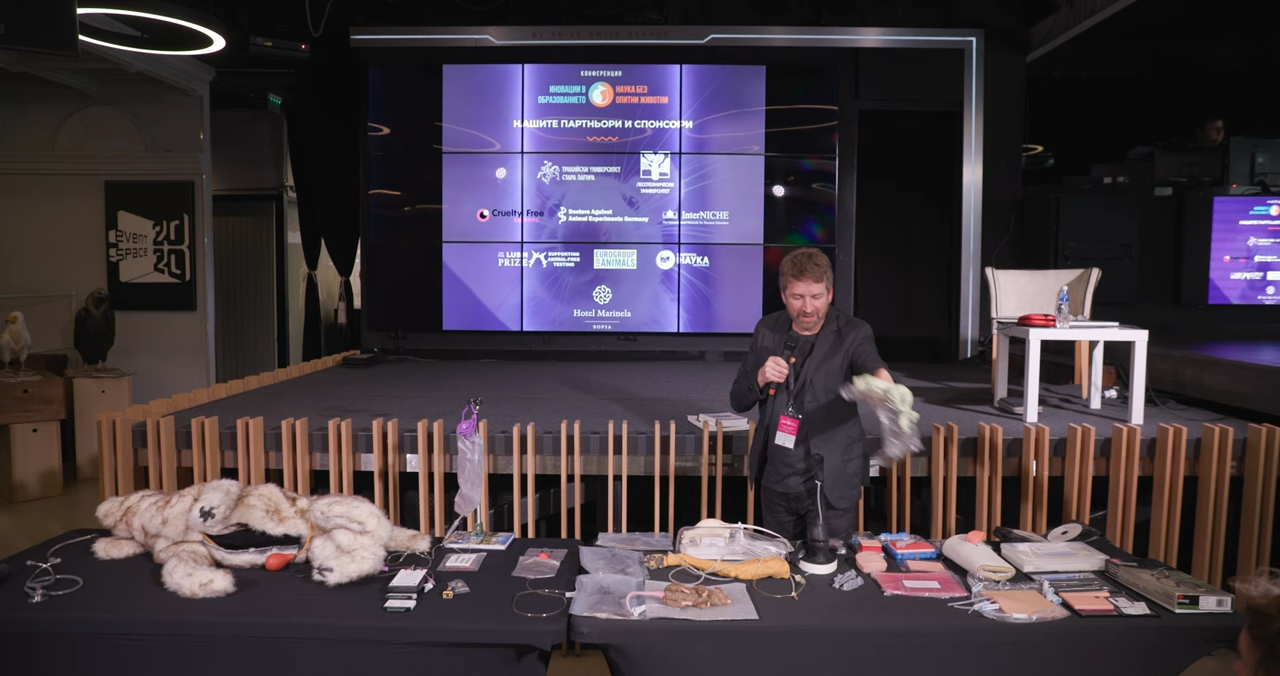 КОНФЕРЕНЦИЯ
ИНОВАЦИИ В
ОБРАЗОВАНИЕТО
НАУКА БЕЗ
ОПИТНИ ЖИВОТНИ
НАШИТЕ ПАРТНЬОРИ И СПОНСОРИ
ТРАКИЙСКИ УНИВЕРСИТЕТ
СТАРА ЗАГОРА
ЛЕСОТЕХНИЧЕСКИ
УНИВЕРСИТЕТ
Cruelty Free
Doctors Against
Animal Experiments Germany
InterNICHE
LUSH
PRIZE
SUPPORTING
ANIMAL-FREE
TESTING
EUROGROUP
FOR
ANIMALS
НАУКА
Hotel Marinela
SOFIA
event
space
2020